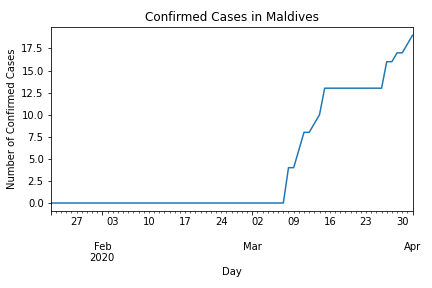 Confirmed Cases in Maldives
Number of Confirmed Cases
17.5
15.0
12.5
10.0
7.5
5.0
2.5
0.0
27 03 10 17 24 02 09 16 23 30
Feb Mar Apr
2020
Day